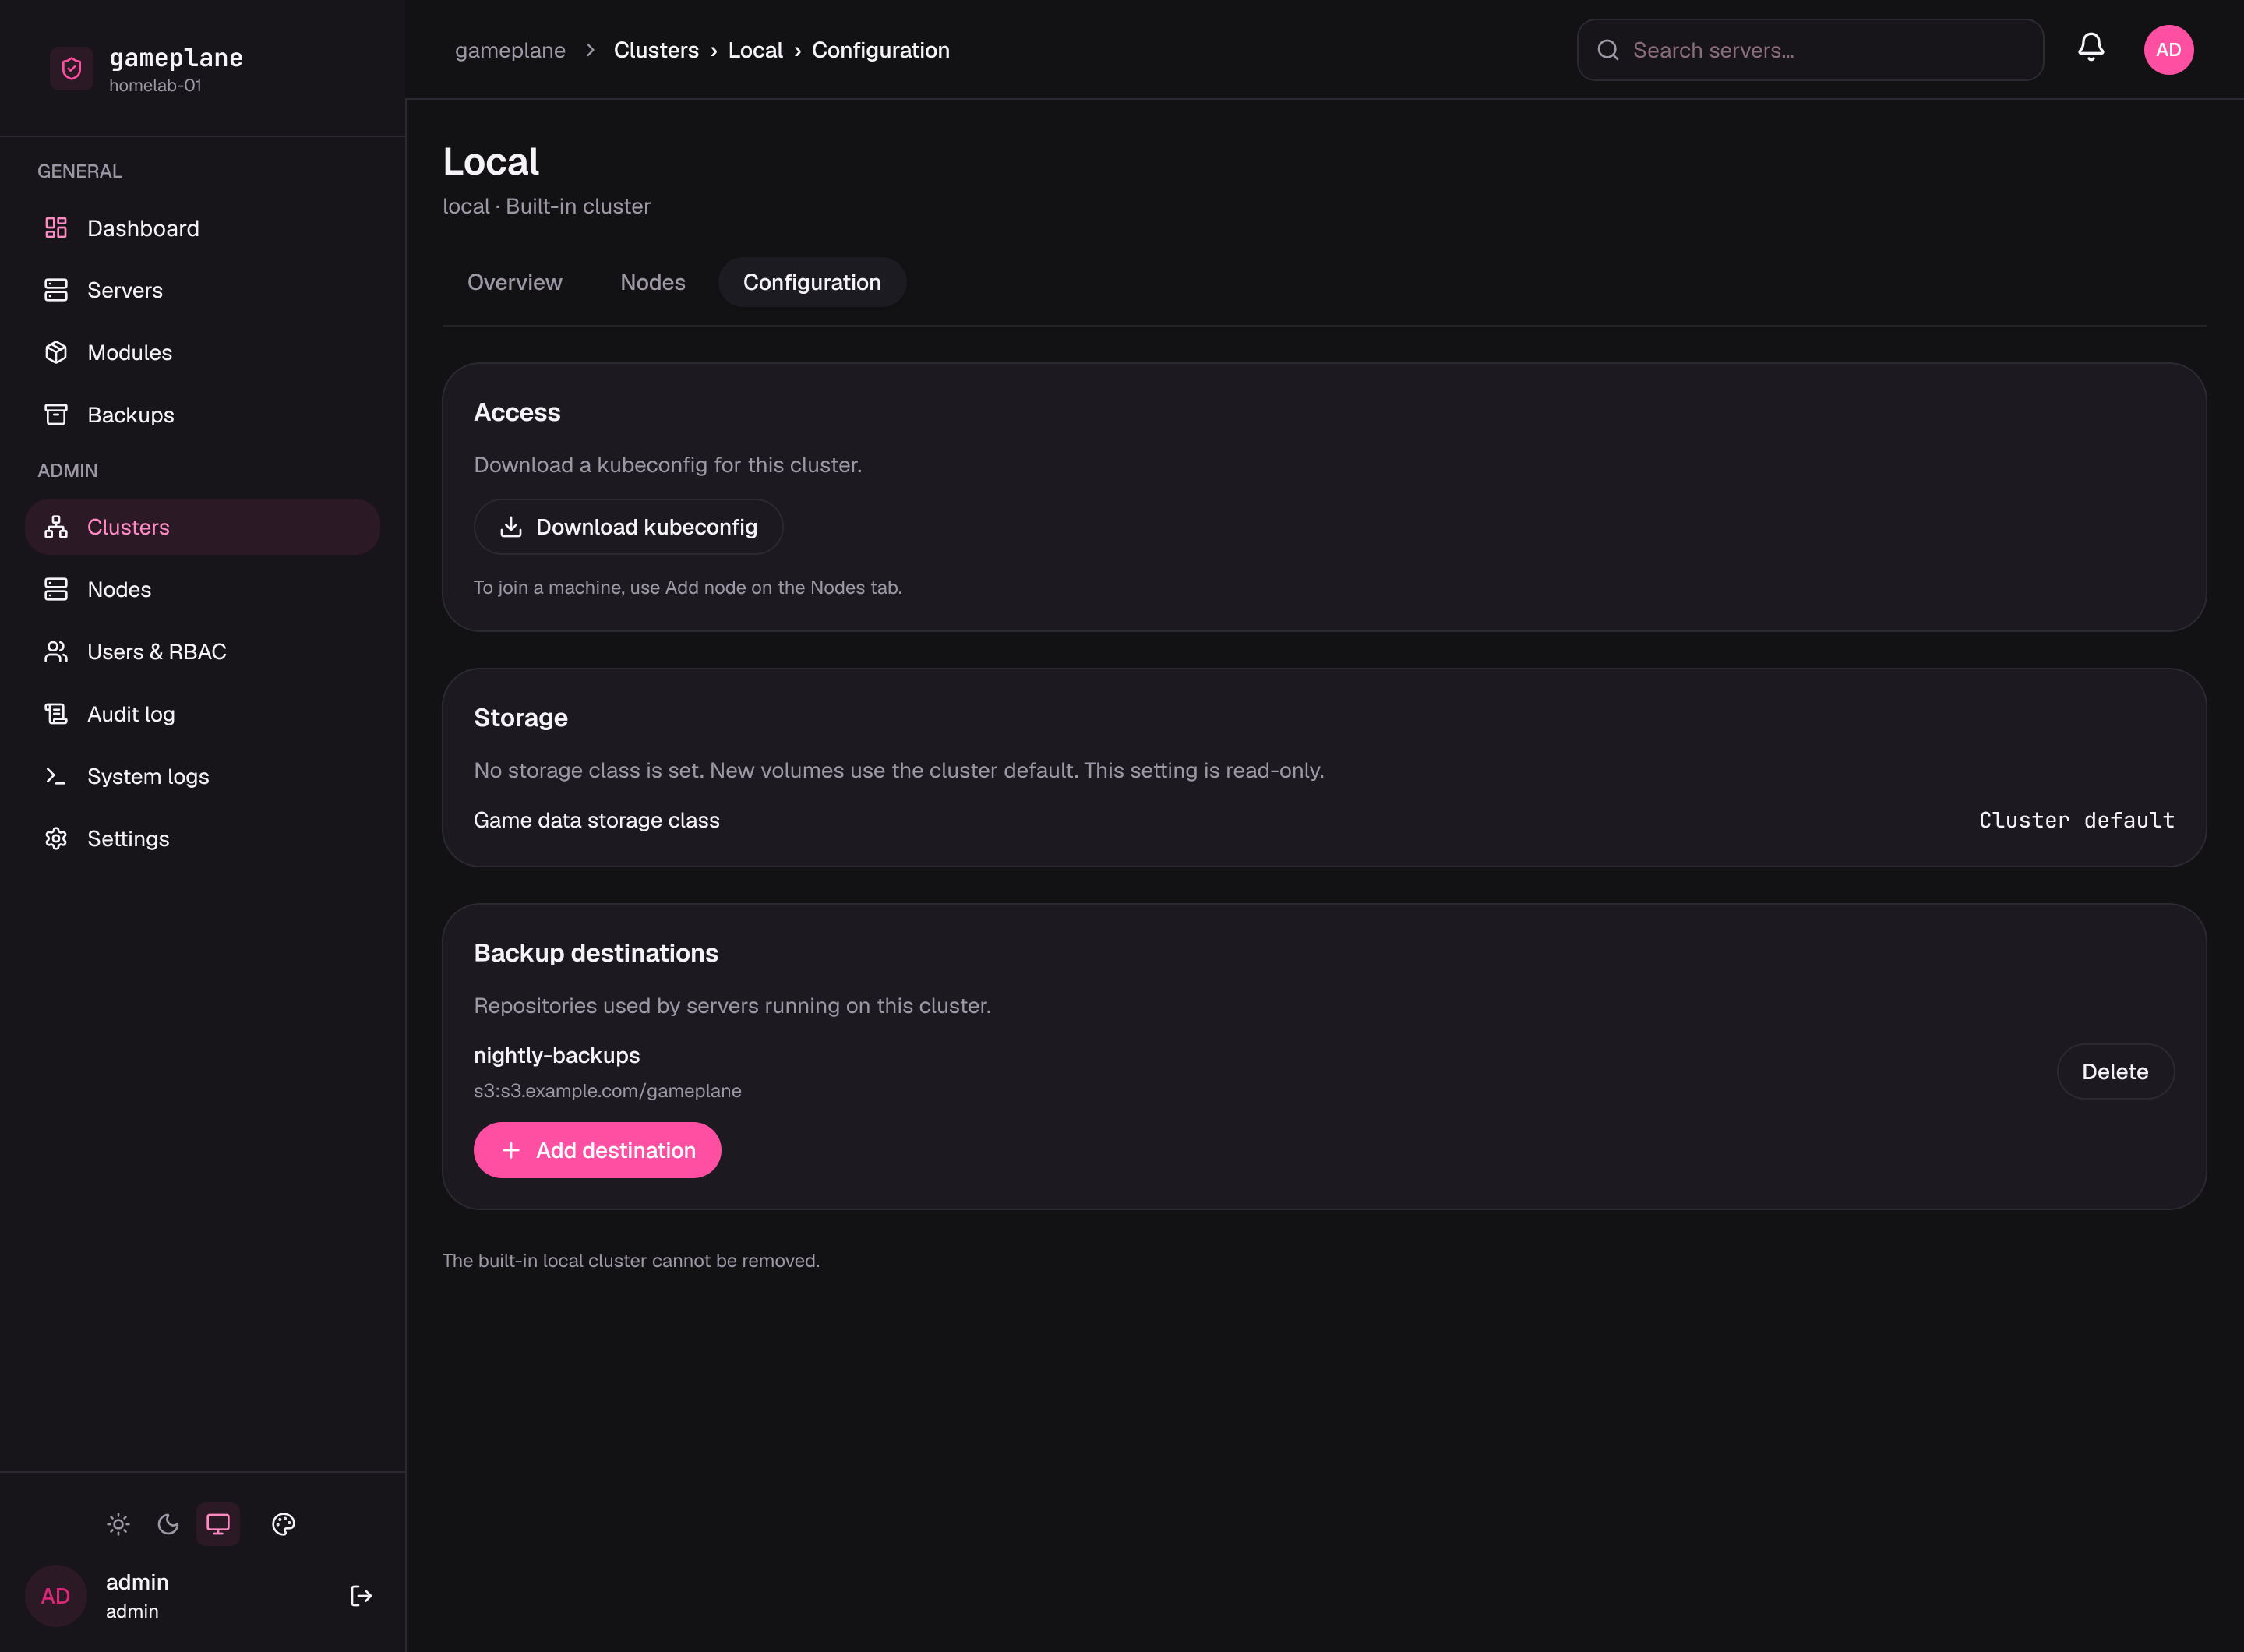 gameplane
homelab-01
GENERAL
Dashboard
Servers
Modules
Backups
ADMIN
Clusters
Nodes
Users & RBAC
Audit log
System logs
Settings
AD
admin
admin
gameplane > Clusters › Local › Configuration
Search servers...
AD
Local
local · Built-in cluster
Overview
Nodes
Configuration
Access
Download a kubeconfig for this cluster.
Download kubeconfig
To join a machine, use Add node on the Nodes tab.
Storage
No storage class is set. New volumes use the cluster default. This setting is read-only.
Game data storage class
Cluster default
Backup destinations
Repositories used by servers running on this cluster.
nightly-backups
s3:s3.example.com/gameplane
Delete
Add destination
The built-in local cluster cannot be removed.